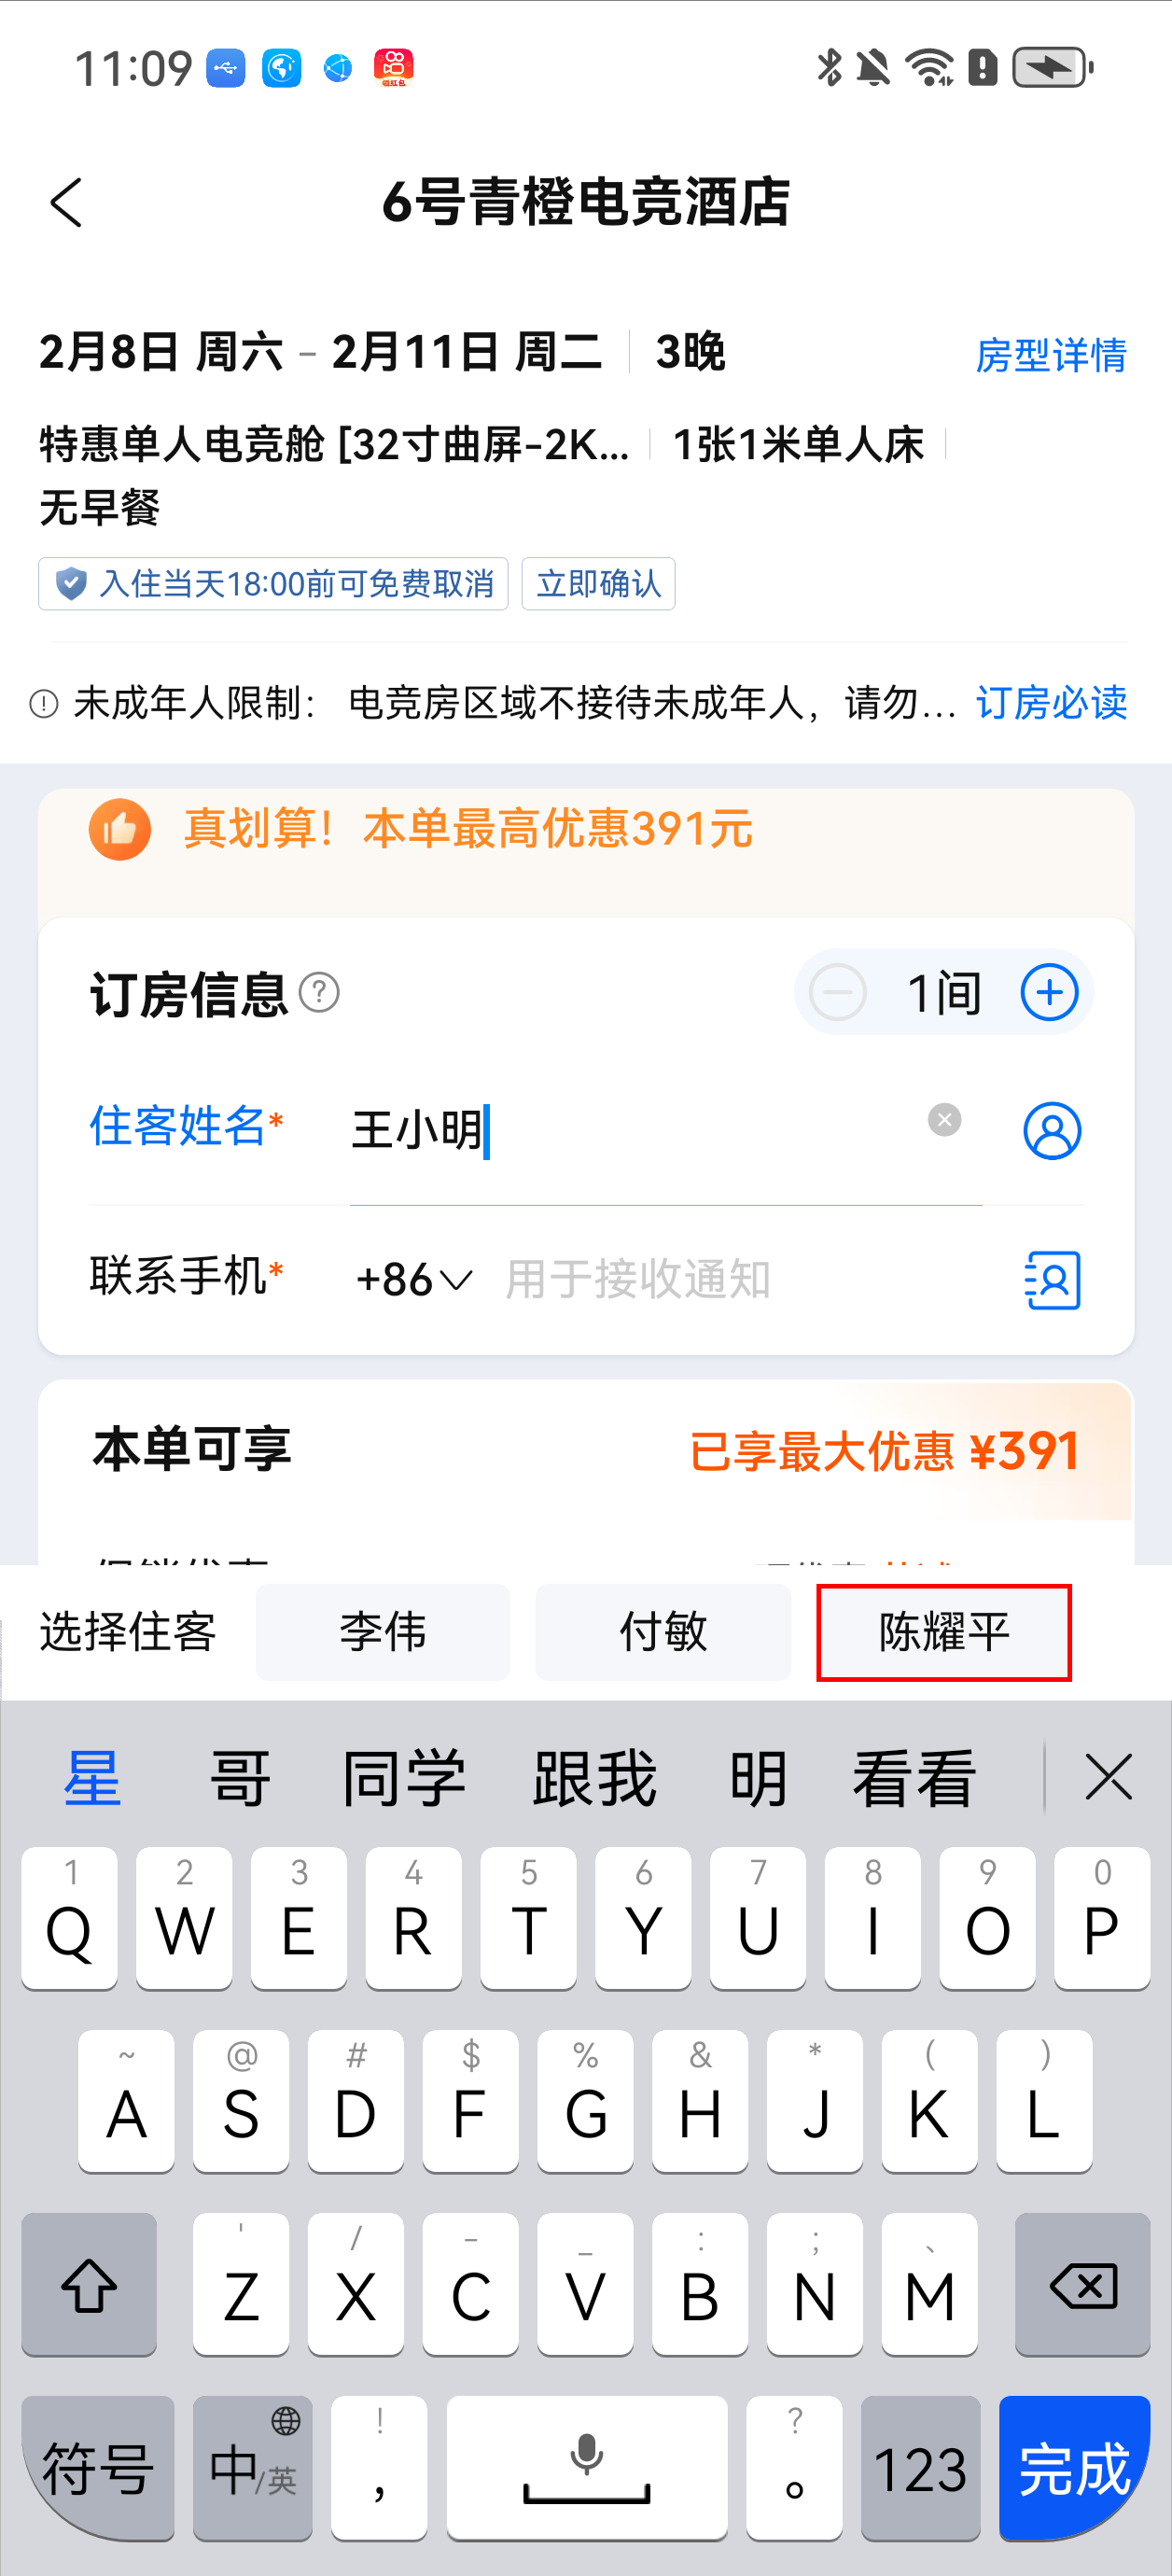 11:09
领红包
6号青橙电竞酒店
2月8日 周六 - 2月11日 周二 3晚 房型详情
特惠单人电竞舱 [32寸曲屏-2K... 1张1米单人床
无早餐
入住当天18:00前可免费取消 立即确认
未成年人限制: 电竞房区域不接待未成年人，请勿... 订房必读
真划算！本单最高优惠391元
订房信息 ? 1间
住客姓名* 王小明
联系手机* +86 用于接收通知
本单可享 已享最大优惠 ¥391
选择住客 李伟 付敏 陈耀平
星 哥 同学 跟我 明 看看
1 2 3 4 5 6 7 8 9 0
Q W E R T Y U I O P
~ @ # $ % & * ( )
A S D F G H J K L
' / - _ : ; 、
Z X C V B N M
符号 中/英 ! ， ? 。 123 完成